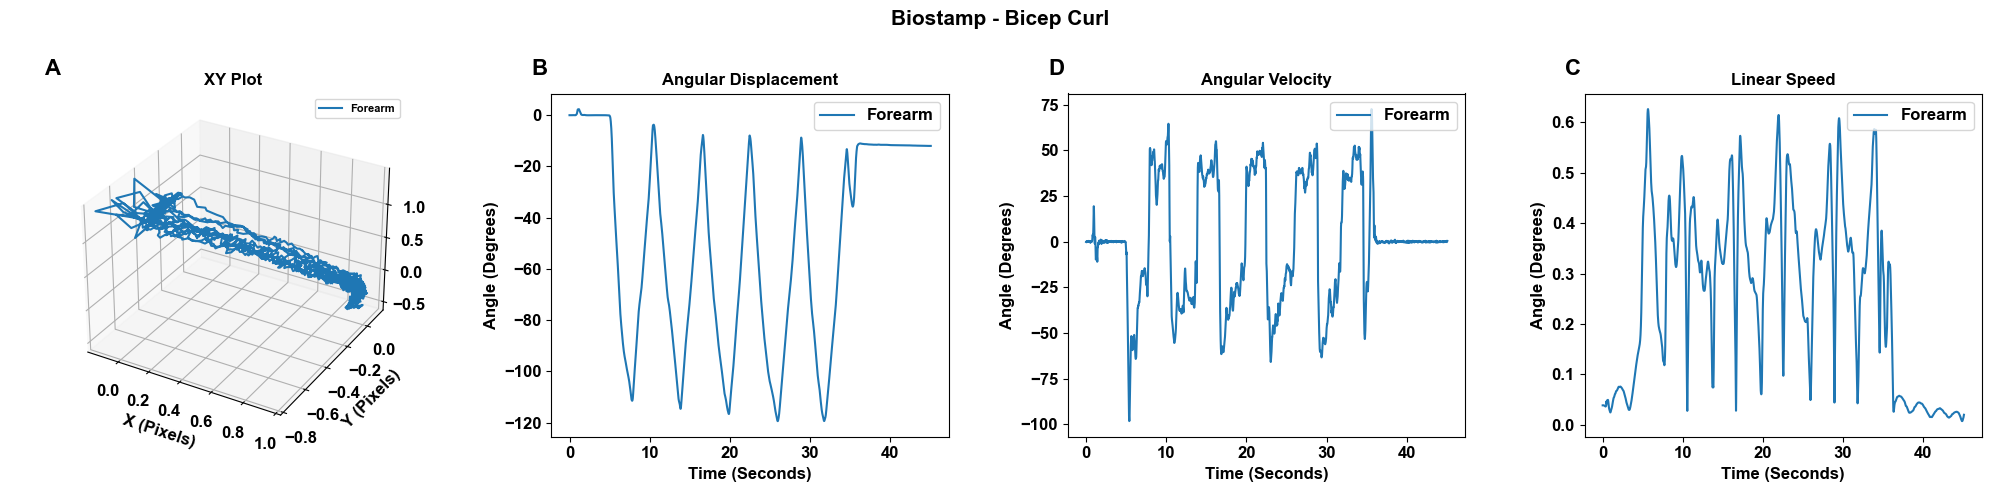 Biostamp - Bicep Curl
A
XY Plot
Forearm
1.0
0.5
0.0
−0.5
0.0
−0.2
−0.4
−0.6
−0.8
Y (Pixels)
0.0
0.2
0.4
0.6
0.8
1.0
X (Pixels)
B
Angular Displacement
Forearm
0
−20
−40
−60
−80
−100
−120
Angle (Degrees)
0 10 20 30 40
Time (Seconds)
D
Angular Velocity
Forearm
75
50
25
0
−25
−50
−75
−100
Angle (Degrees)
0 10 20 30 40
Time (Seconds)
C
Linear Speed
Forearm
0.6
0.5
0.4
0.3
0.2
0.1
0.0
Angle (Degrees)
0 10 20 30 40
Time (Seconds)